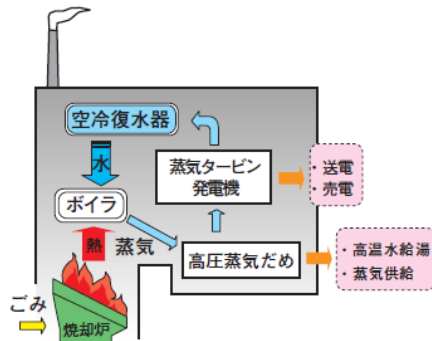 空冷復水器
水
蒸気タービン
発電機
・送電
・売電
ボイラ
熱
蒸気
高圧蒸気だめ
・高温水給湯
・蒸気供給
ごみ
焼却炉